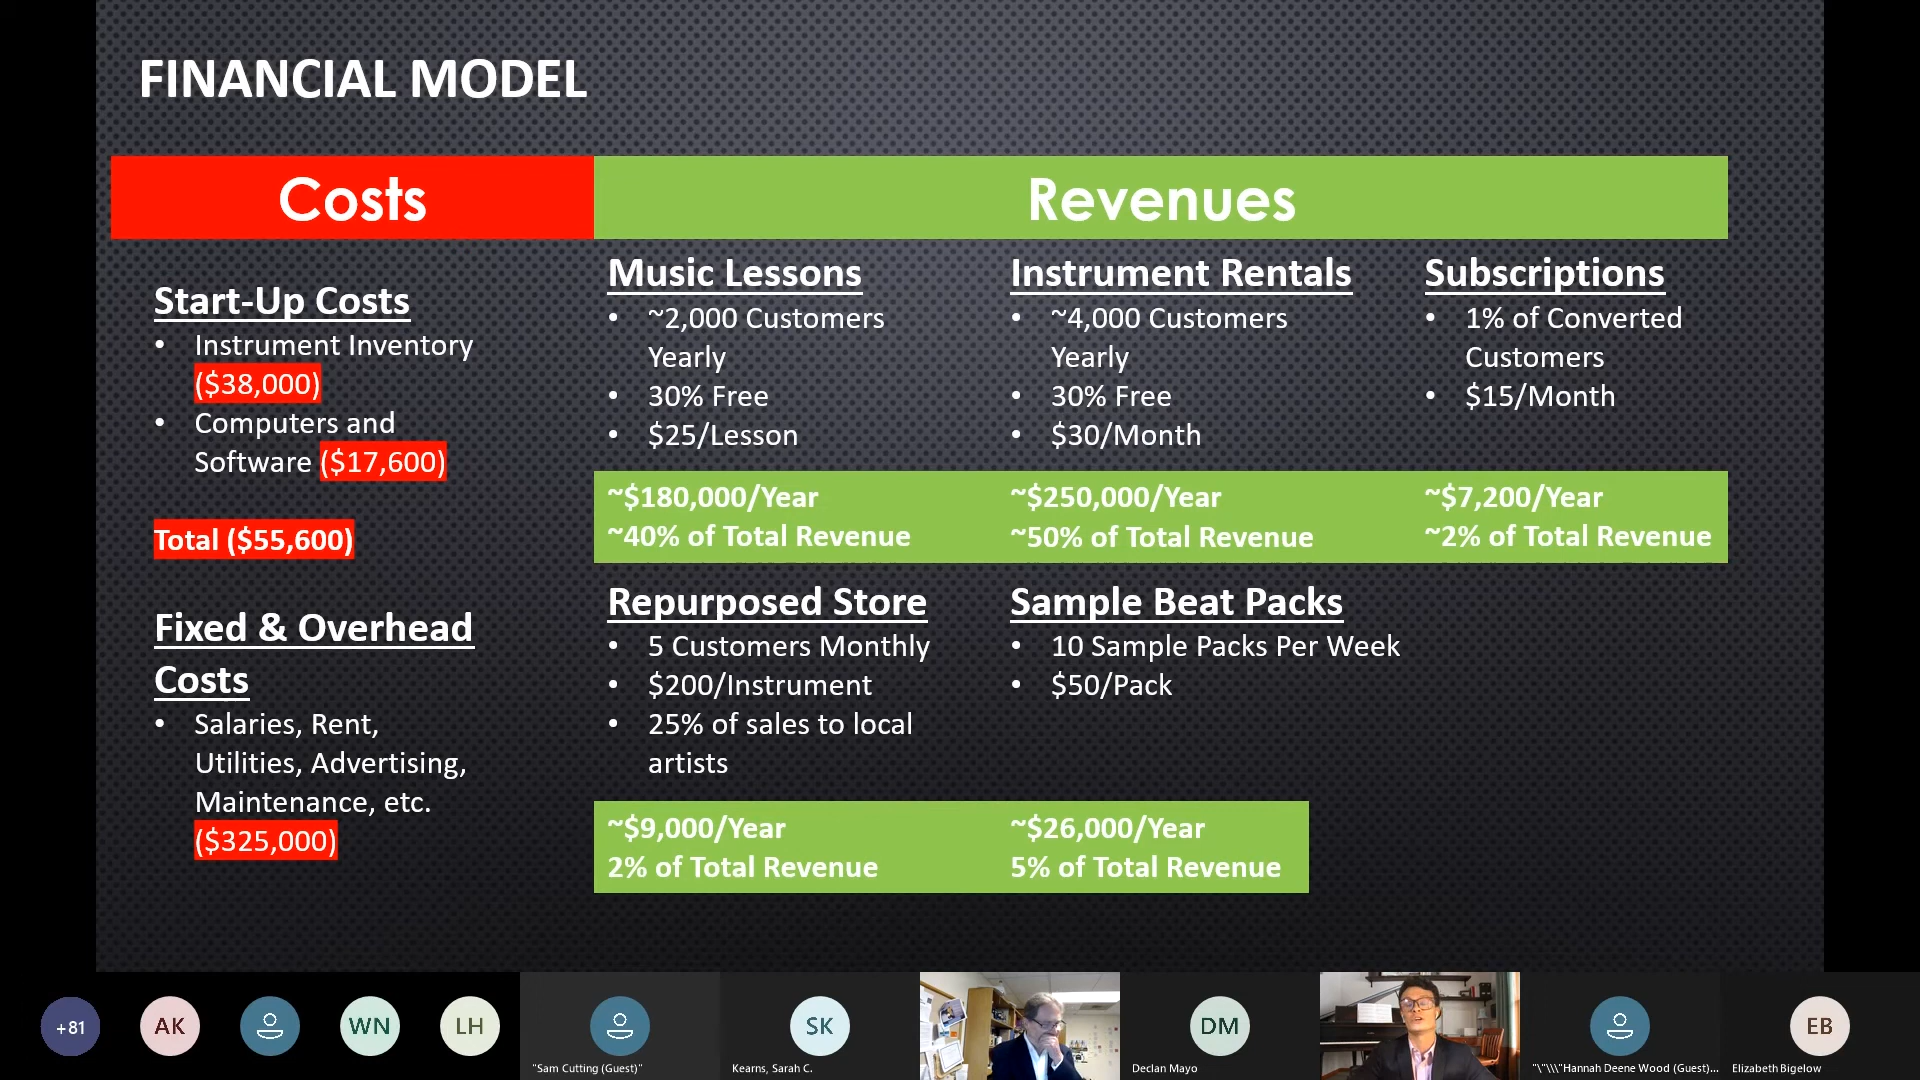 FINANCIAL MODEL
Costs
Revenues
Start-Up Costs
• Instrument Inventory
($38,000)
• Computers and
Software ($17,600)
Total ($55,600)
Fixed & Overhead
Costs
• Salaries, Rent,
Utilities, Advertising,
Maintenance, etc.
($325,000)
Music Lessons
• ~2,000 Customers
Yearly
• 30% Free
• $25/Lesson
~$180,000/Year
~40% of Total Revenue
Instrument Rentals
• ~4,000 Customers
Yearly
• 30% Free
• $30/Month
~$250,000/Year
~50% of Total Revenue
Subscriptions
• 1% of Converted
Customers
• $15/Month
~$7,200/Year
~2% of Total Revenue
Repurposed Store
• 5 Customers Monthly
• $200/Instrument
• 25% of sales to local
artists
~$9,000/Year
2% of Total Revenue
Sample Beat Packs
• 10 Sample Packs Per Week
• $50/Pack
~$26,000/Year
5% of Total Revenue
+81
AK
WN
LH
"Sam Cutting (Guest)"
SK
Kearns, Sarah C.
DM
Declan Mayo
"\"\\\"Hannah Deene Wood (Guest)...
EB
Elizabeth Bigelow